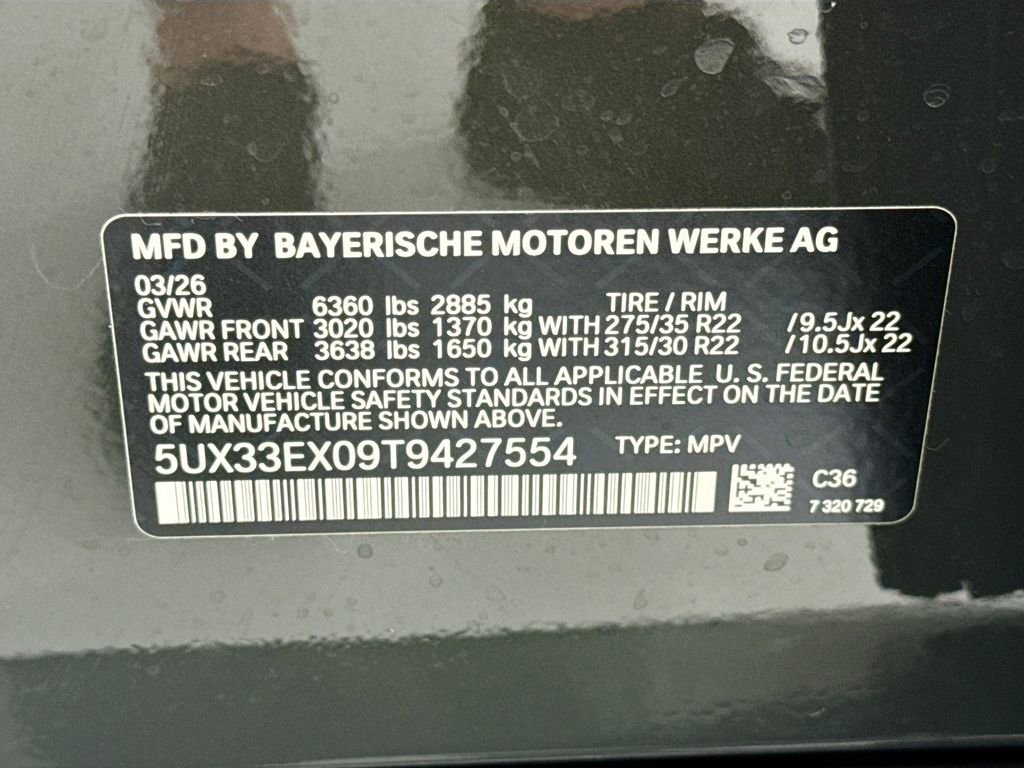 MFD BY BAYERISCHE MOTOREN WERKE AG
03/26
GVWR 6360 lbs 2885 kg TIRE / RIM
GAWR FRONT 3020 lbs 1370 kg WITH 275/35 R22 /9.5Jx 22
GAWR REAR 3638 lbs 1650 kg WITH 315/30 R22 /10.5Jx 22
THIS VEHICLE CONFORMS TO ALL APPLICABLE U. S. FEDERAL
MOTOR VEHICLE SAFETY STANDARDS IN EFFECT ON THE DATE
OF MANUFACTURE SHOWN ABOVE.
5UX33EX09T9427554 TYPE: MPV
C36
7 320 729